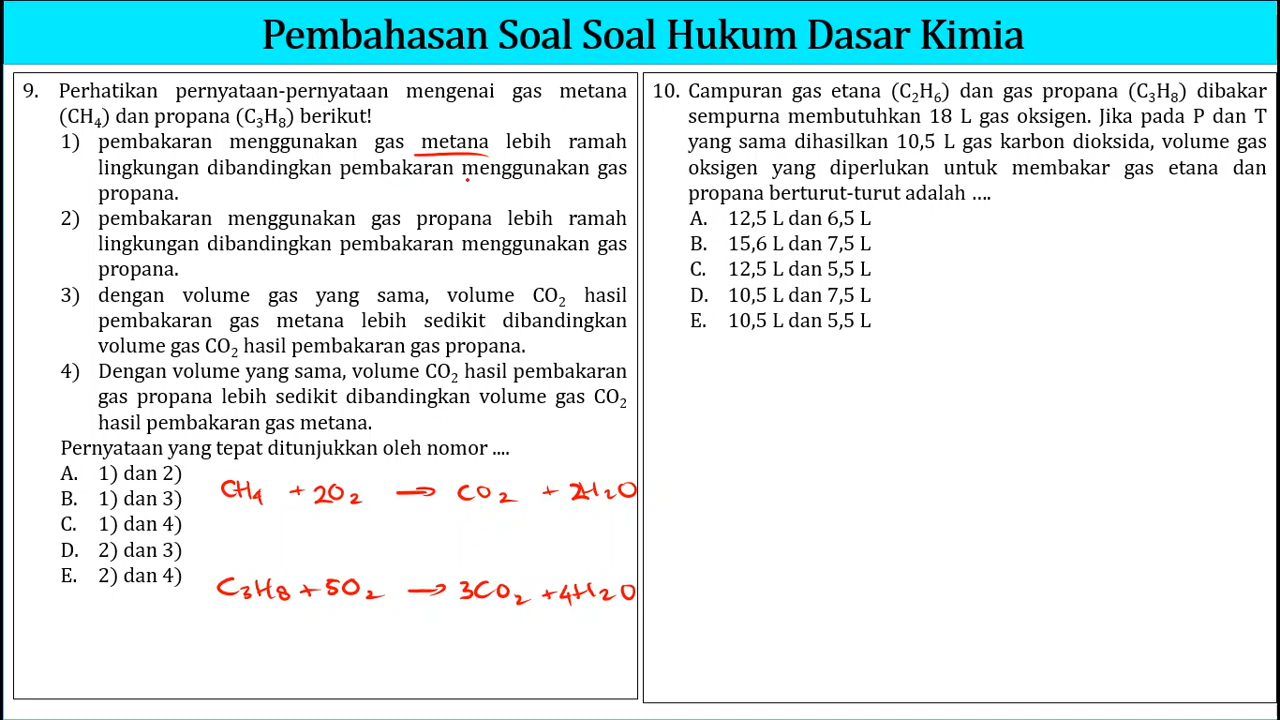 Pembahasan Soal Soal Hukum Dasar Kimia
9. Perhatikan pernyataan-pernyataan mengenai gas metana
(CH₄) dan propana (C₃H₈) berikut!
1) pembakaran menggunakan gas metana lebih ramah
lingkungan dibandingkan pembakaran menggunakan gas
propana.
2) pembakaran menggunakan gas propana lebih ramah
lingkungan dibandingkan pembakaran menggunakan gas
propana.
3) dengan volume gas yang sama, volume CO₂ hasil
pembakaran gas metana lebih sedikit dibandingkan
volume gas CO₂ hasil pembakaran gas propana.
4) Dengan volume yang sama, volume CO₂ hasil pembakaran
gas propana lebih sedikit dibandingkan volume gas CO₂
hasil pembakaran gas metana.
Pernyataan yang tepat ditunjukkan oleh nomor ....
A. 1) dan 2)
B. 1) dan 3)
C. 1) dan 4)
D. 2) dan 3)
E. 2) dan 4)
CH₄ + 2O₂ → CO₂ + 2H₂O
C₃H₈ + 5O₂ → 3CO₂ + 4H₂O
10. Campuran gas etana (C₂H₆) dan gas propana (C₃H₈) dibakar
sempurna membutuhkan 18 L gas oksigen. Jika pada P dan T
yang sama dihasilkan 10,5 L gas karbon dioksida, volume gas
oksigen yang diperlukan untuk membakar gas etana dan
propana berturut-turut adalah ....
A. 12,5 L dan 6,5 L
B. 15,6 L dan 7,5 L
C. 12,5 L dan 5,5 L
D. 10,5 L dan 7,5 L
E. 10,5 L dan 5,5 L